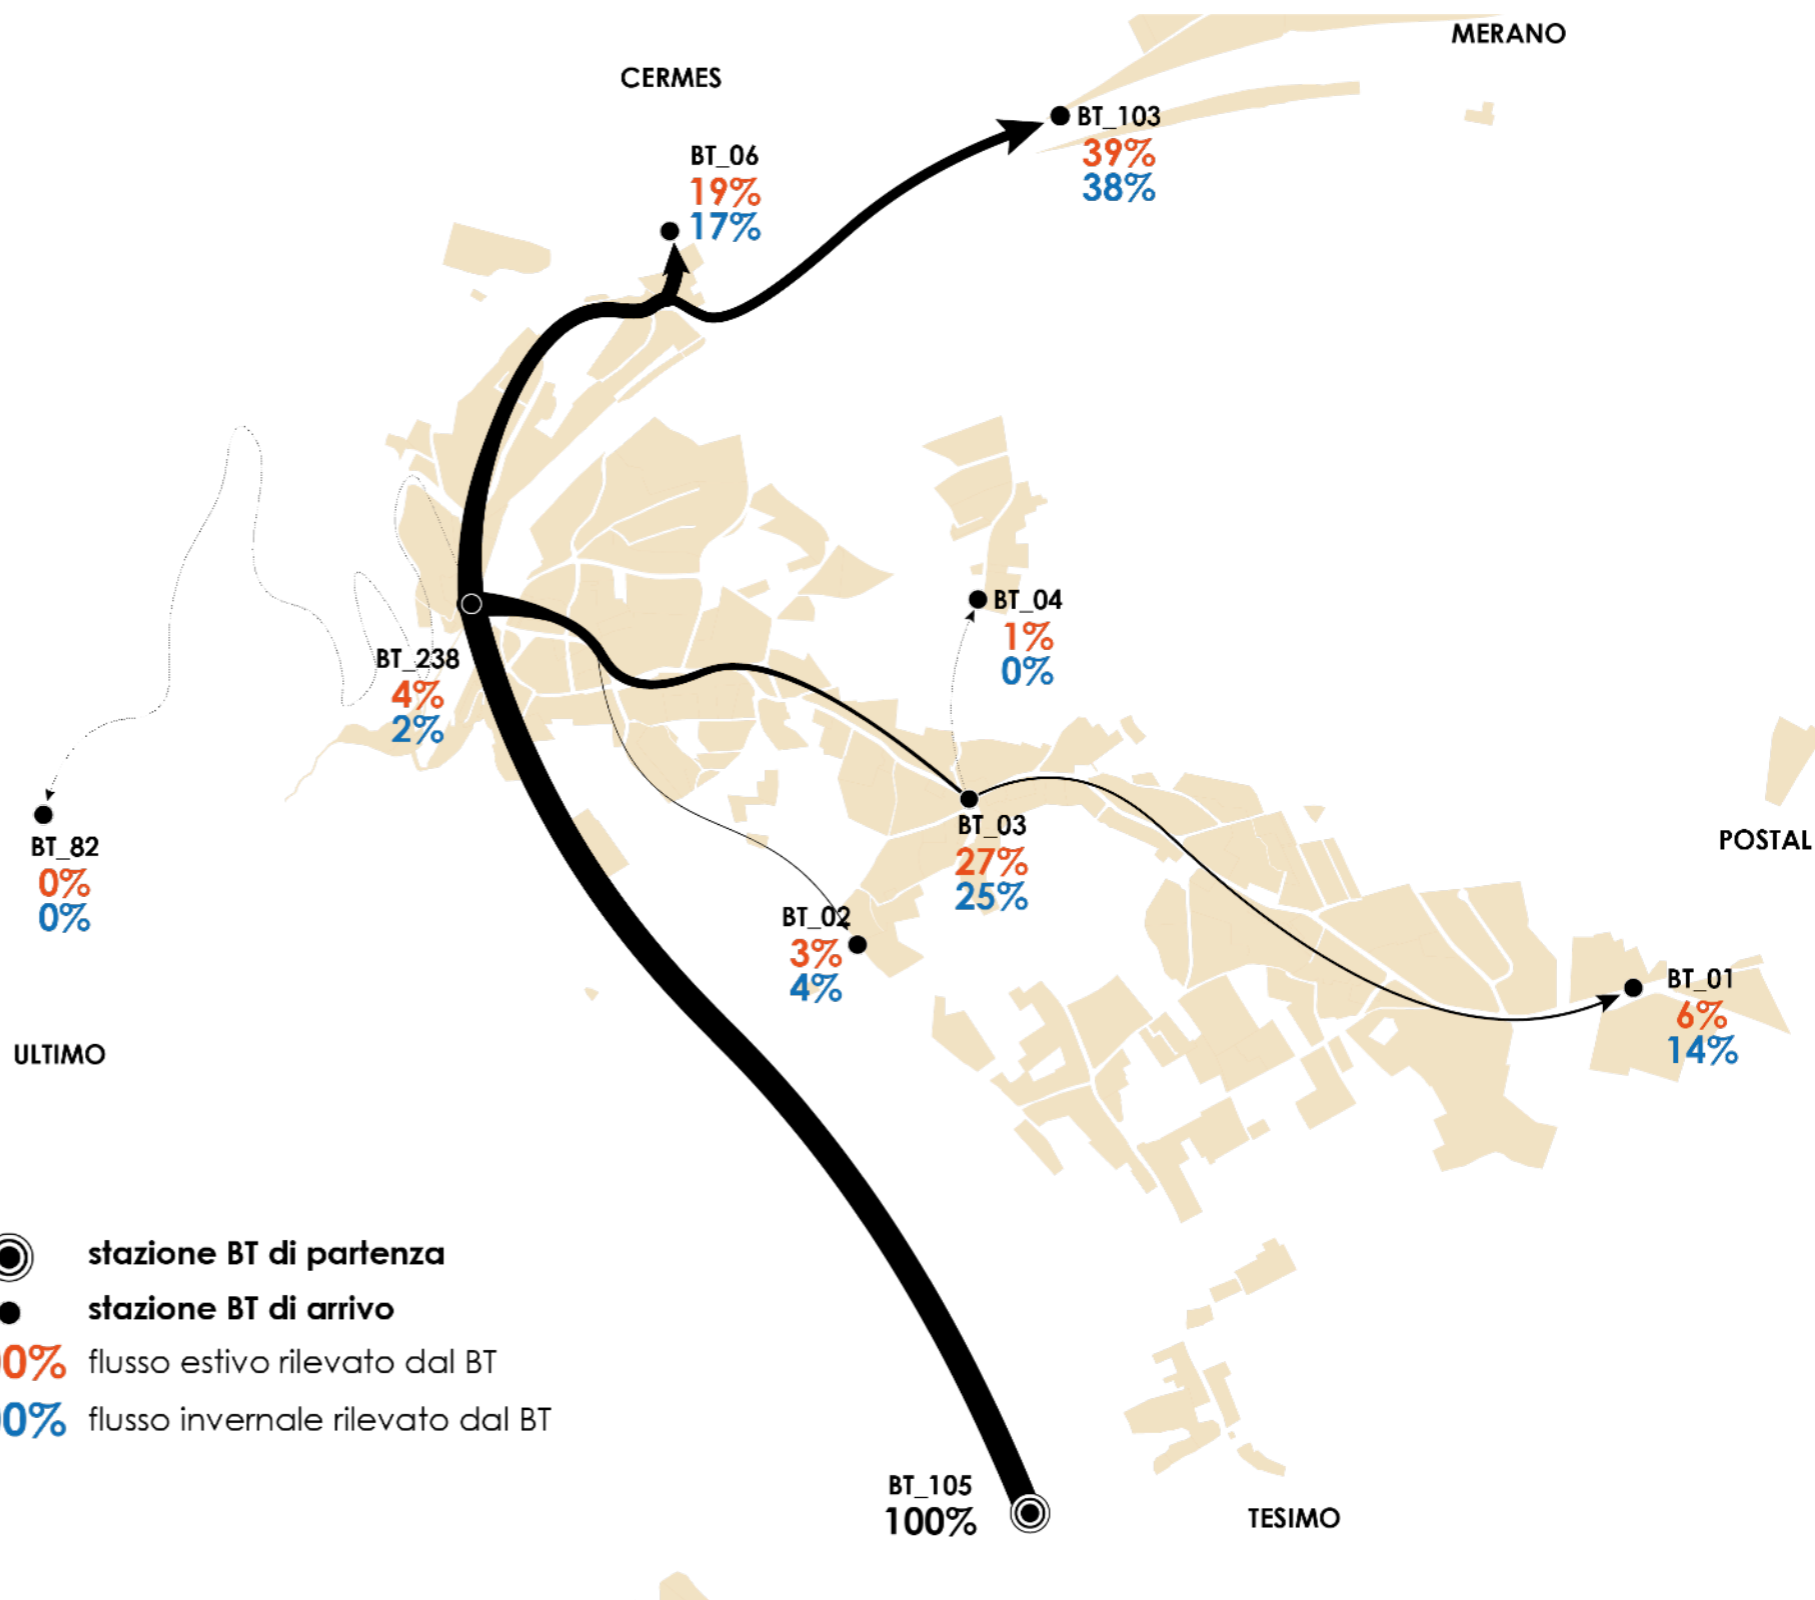 MERANO
CERMES
BT_103
39%
38%
BT_06
19%
17%
BT_04
1%
0%
BT_238
4%
2%
BT_03
27%
25%
POSTAL
BT_82
0%
0%
BT_02
3%
4%
BT_01
6%
14%
ULTIMO
stazione BT di partenza
stazione BT di arrivo
00% flusso estivo rilevato dal BT
00% flusso invernale rilevato dal BT
BT_105
100%
TESIMO